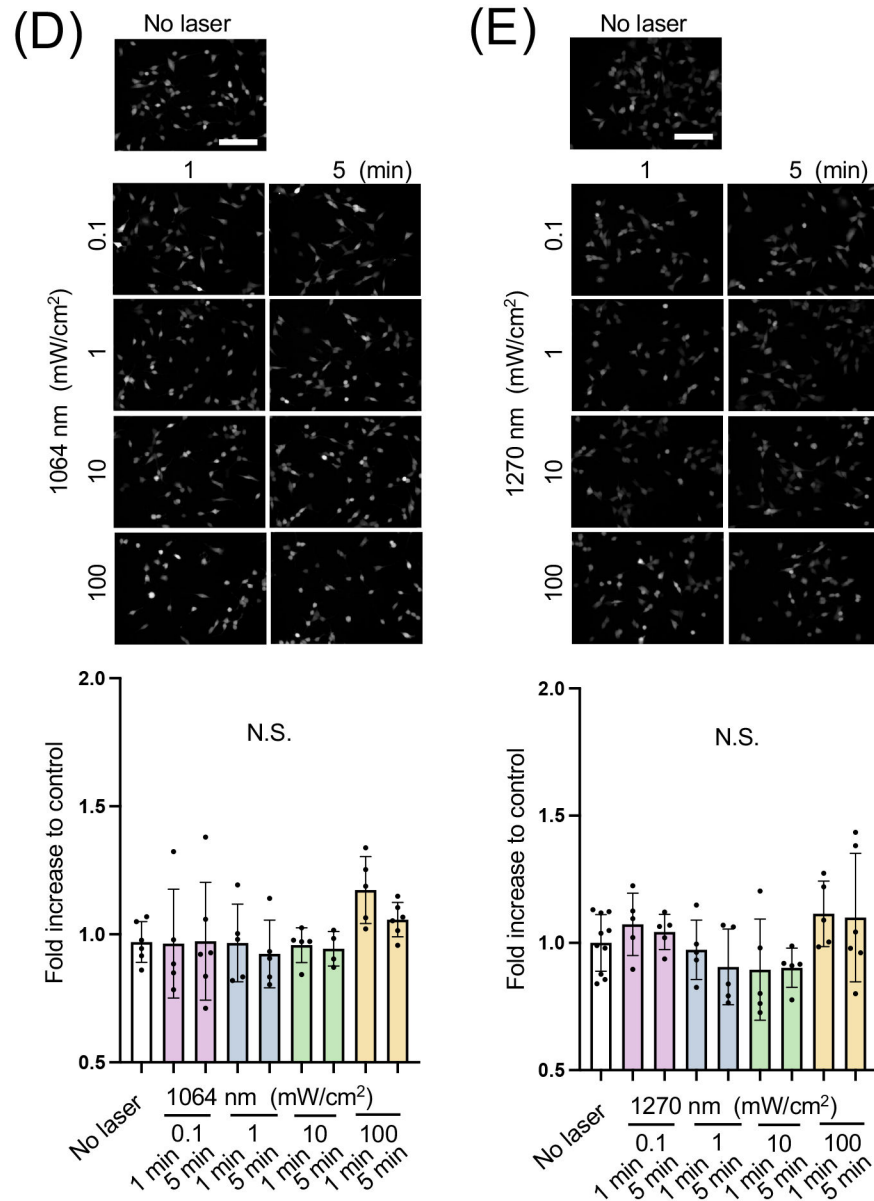 (D)
No laser
1 5 (min)
1064 nm (mW/cm²)
0.1
1
10
100
2.0
1.5
1.0
0.5
Fold increase to control
N.S.
No laser
1064 nm (mW/cm²)
0.1 1 10 100
1 min 5 min 1 min 5 min 1 min 5 min 1 min 5 min
(E)
No laser
1 5 (min)
1270 nm (mW/cm²)
0.1
1
10
100
2.0
1.5
1.0
0.5
Fold increase to control
N.S.
No laser
1270 nm (mW/cm²)
0.1 1 10 100
1 min 5 min 1 min 5 min 1 min 5 min 1 min 5 min